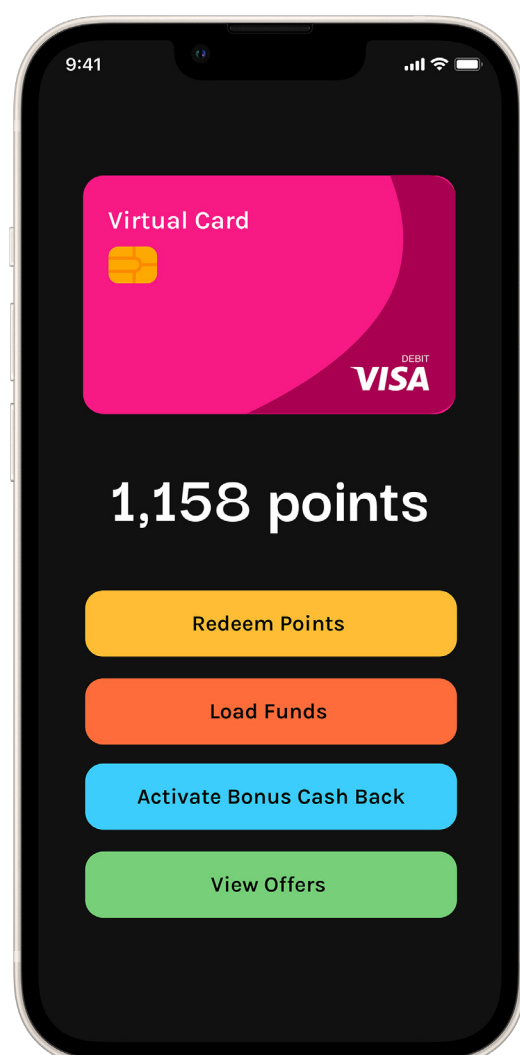 9:41
Virtual Card
DEBIT
VISA
1,158 points
Redeem Points
Load Funds
Activate Bonus Cash Back
View Offers